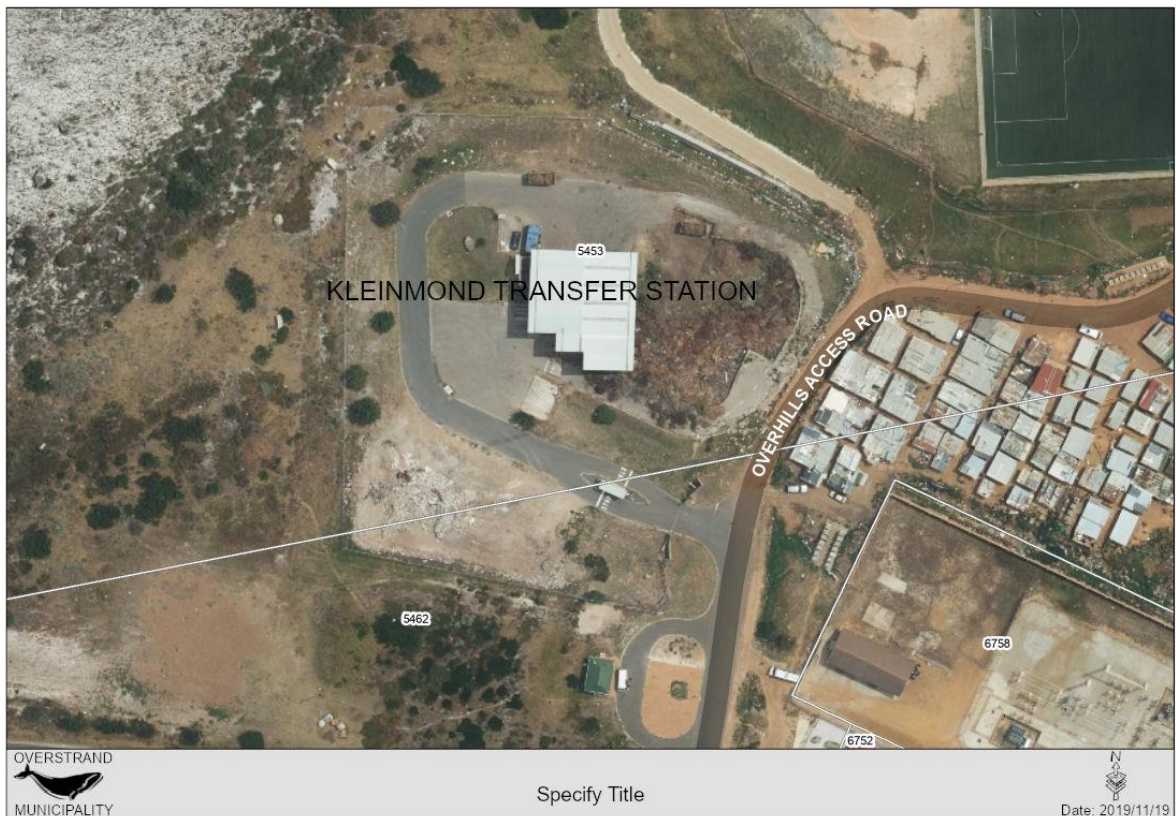 5453
KLEINMOND TRANSFER STATION
OVERHILLS ACCESS ROAD
5462
6758
6752
OVERSTRAND
MUNICIPALITY
Specify Title
N
Date: 2019/11/19